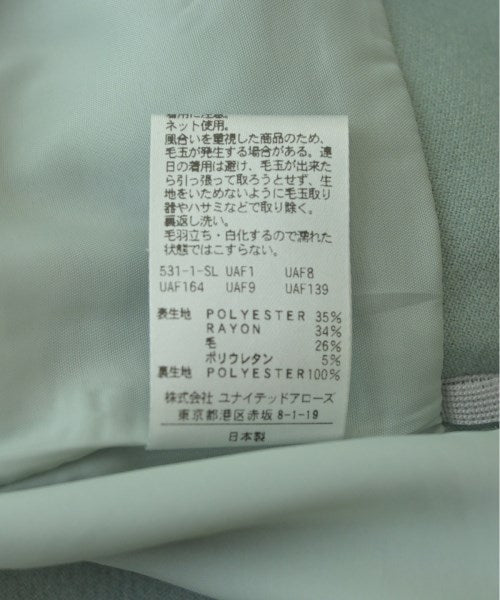 着用に注意。
ネット使用。
風合いを重視した商品のため、
毛玉が発生する場合がある。連
日の着用は避け、毛玉が出来た
ら引っ張って取ろうとせず、生
地をいためないように毛玉取り
器やハサミなどで取り除く。
裏返し洗い。
毛羽立ち・白化するので濡れた
状態ではこすらない。
531-1-SL UAF1 UAF8
UAF164 UAF9 UAF139
表生地 POLYESTER 35%
RAYON 34%
毛 26%
ポリウレタン 5%
裏生地 POLYESTER 100%
株式会社 ユナイテッドアローズ
東京都港区赤坂 8-1-19
日本製